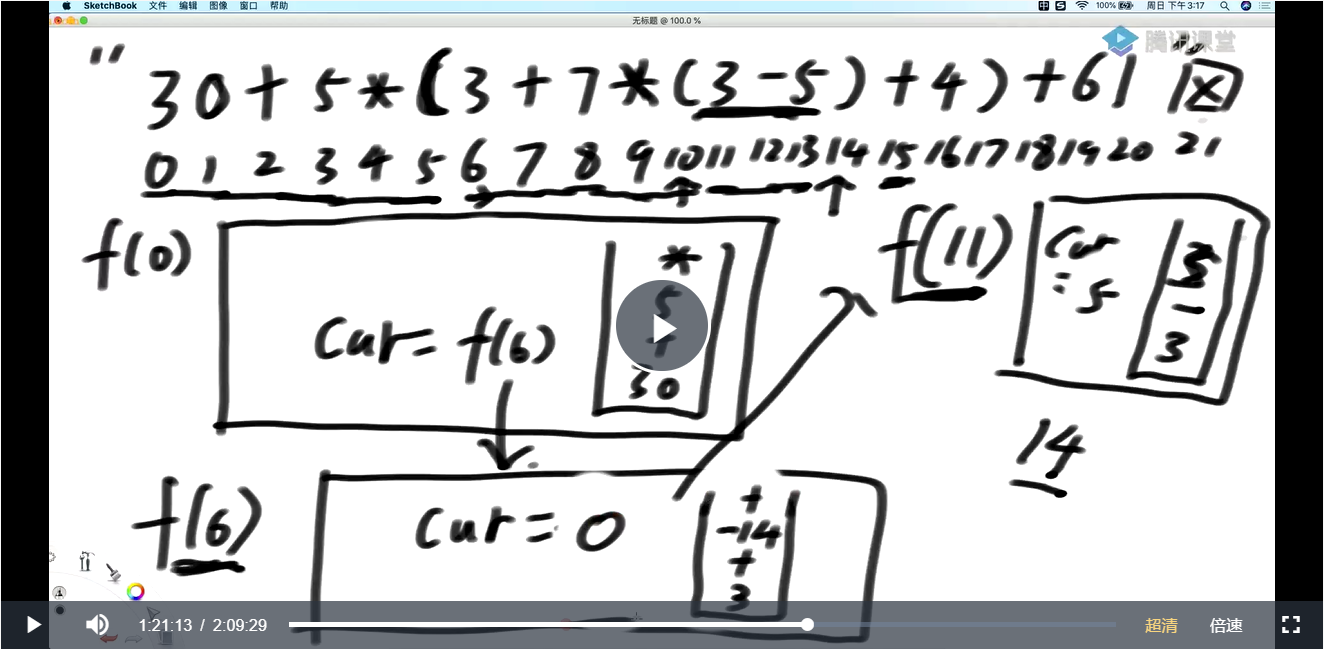 SketchBook 文件 编辑 图像 窗口 帮助 100% 周日 下午 3:17
无标题 @ 100.0 %
腾讯课堂
" 30+5*(3+7*(3-5)+4)+61
0 1 2 3 4 5 6 7 8 9 10 11 12 13 14 15 16 17 18 19 20 21
f(0)
cur= f(6)
*
5
+
30
f(11)
cur
: 5
5
-
3
14
f(6)
cur= 0
+
-14
+
3
1:21:13 / 2:09:29 超清 倍速